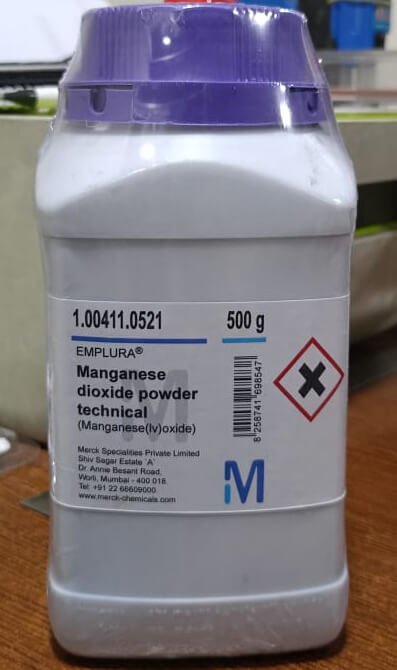 1.00411.0521 500 g
EMPLURA®
Manganese
dioxide powder
technical
(Manganese(Iv)oxide)
Merck Specialities Private Limited
Shiv Sagar Estate `A`
Dr. Annie Besant Road,
Worli, Mumbai - 400 018.
Tel: +91 22 66609000
www.merck-chemicals.com
8 258741 698547
M